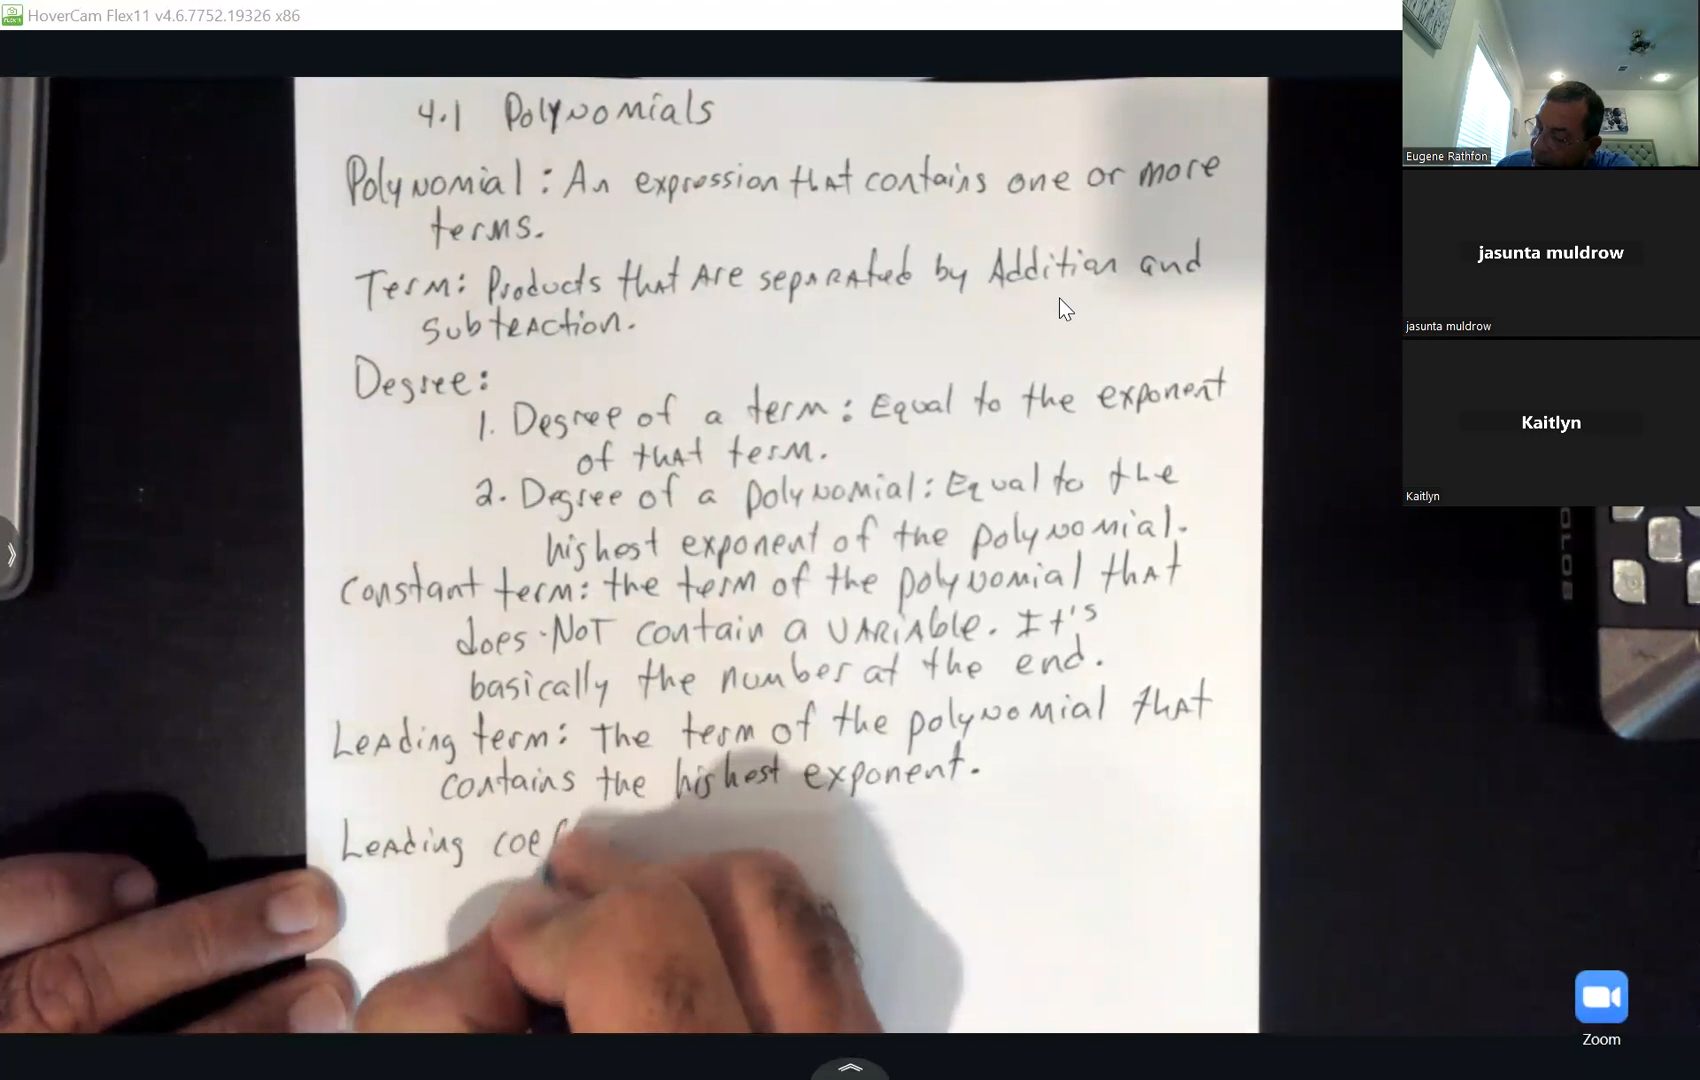 HoverCam Flex11 v4.6.7752.19326 x86
4.1 Polynomials
Polynomial: An expression that contains one or more
terms.
Term: Products that are separated by Addition and
subtraction.
Degree:
1. Degree of a term: Equal to the exponent
of that term.
2. Degree of a polynomial: Equal to the
highest exponent of the polynomial.
Constant term: the term of the polynomial that
does NOT contain a variable. It's
basically the number at the end.
Leading term: The term of the polynomial that
contains the highest exponent.
Leading coef
Eugene Rathfon
jasunta muldrow
jasunta muldrow
Kaitlyn
Kaitlyn
Zoom